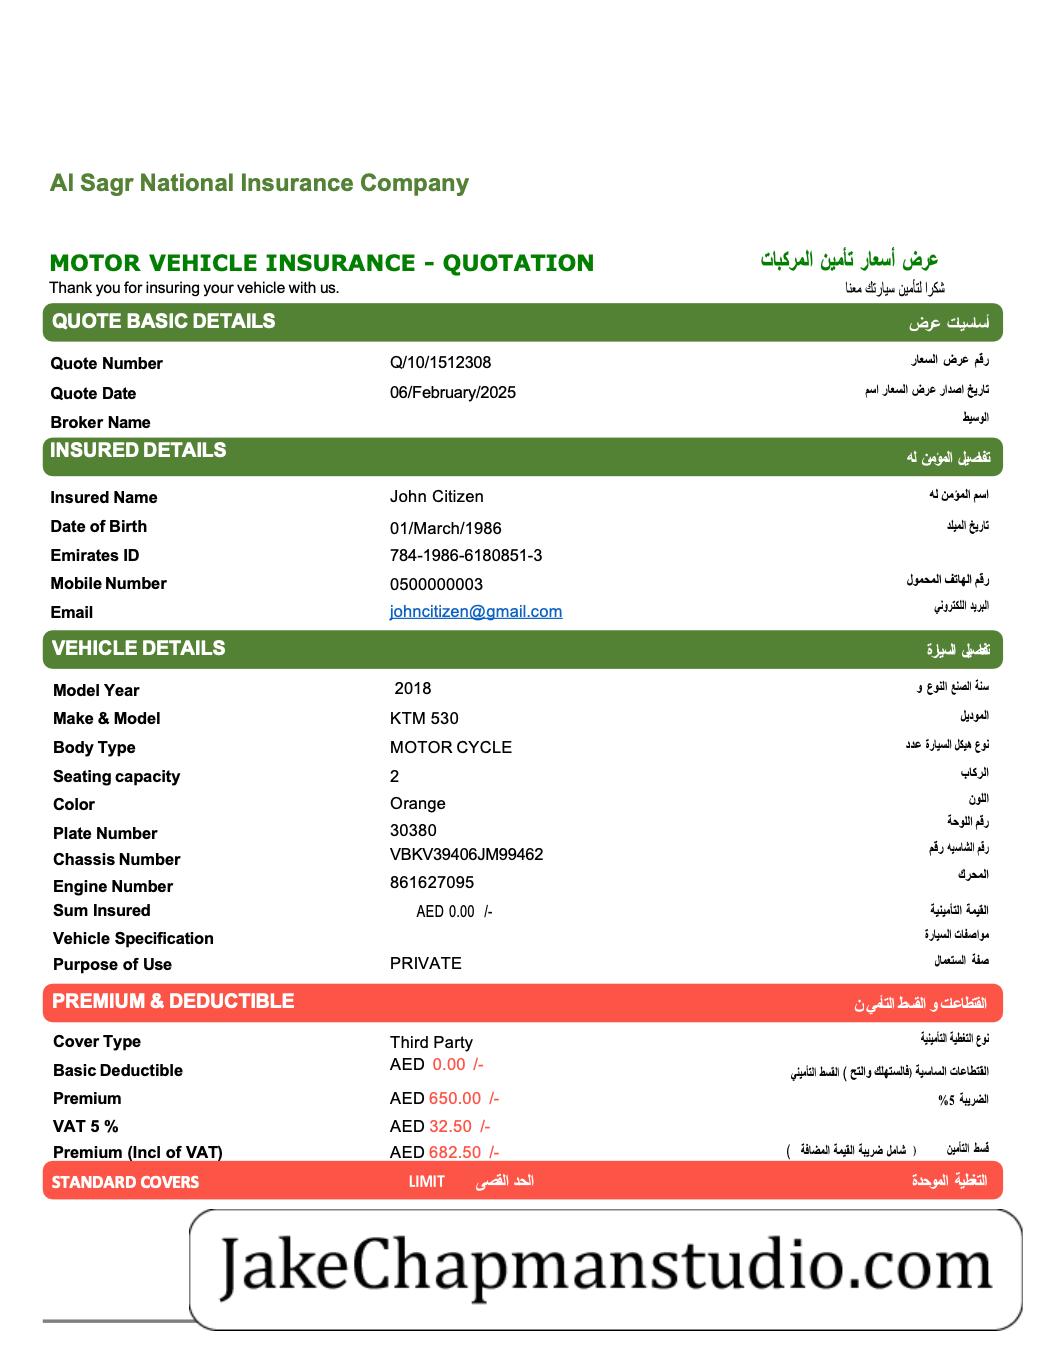 Al Sagr National Insurance Company
MOTOR VEHICLE INSURANCE - QUOTATION عرض أسعار تأمين المركبات
Thank you for insuring your vehicle with us. شكرا لتأمين سيارتك معنا
QUOTE BASIC DETAILS أساسيت عرض
Quote Number Q/10/1512308 رقم عرض السعار
Quote Date 06/February/2025 تاريخ اصدار عرض السعار اسم
Broker Name الوسيط
INSURED DETAILS تفصيل المؤمن له
Insured Name John Citizen اسم المؤمن له
Date of Birth 01/March/1986 تاريخ الميلد
Emirates ID 784-1986-6180851-3
Mobile Number 0500000003 رقم الهاتف المحمول
Email johncitizen@gmail.com البريد اللكتروني
VEHICLE DETAILS تفصيل السيارة
Model Year 2018 سنة الصنع النوع و
Make & Model KTM 530 الموديل
Body Type MOTOR CYCLE نوع هيكل السيارة عدد
Seating capacity 2 الركاب
Color Orange اللون
Plate Number 30380 رقم اللوحة
Chassis Number VBKV39406JM99462 رقم الشاسيه رقم
Engine Number 861627095 المحرك
Sum Insured AED 0.00 /- القيمة التأمينية
Vehicle Specification مواصفات السيارة
Purpose of Use PRIVATE صفة الستعمال
PREMIUM & DEDUCTIBLE القتطاعات و القسط التأمي ن
Cover Type Third Party نوع التغطية التأمينية
Basic Deductible AED 0.00 /- القتطاعات الساسية (فالستهلك والتح ) القسط التأميني
Premium AED 650.00 /- الضريبة 5%
VAT 5 % AED 32.50 /-
Premium (Incl of VAT) AED 682.50 /- قسط التأمين ( شامل ضريبة القيمة المضافة )
STANDARD COVERS LIMIT الحد القصى التغطية الموحدة
JakeChapmanstudio.com